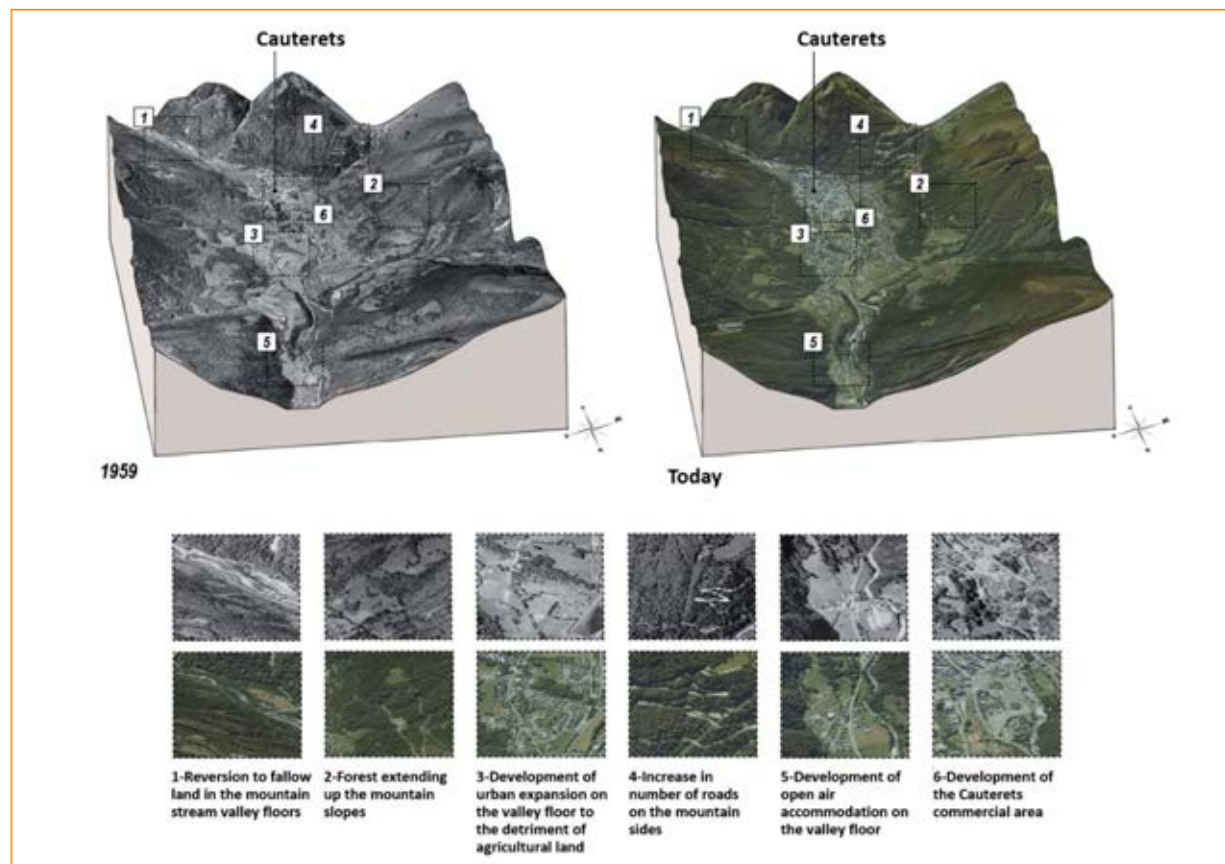 Cauterets
Cauterets
1
4
2
6
3
5
1
4
2
6
3
5
1959
Today
1-Reversion to fallow
land in the mountain
stream valley floors
2-Forest extending
up the mountain
slopes
3-Development of
urban expansion on
the valley floor to
the detriment of
agricultural land
4-Increase in
number of roads
on the mountain
sides
5-Development of
open air
accommodation on
the valley floor
6-Development of
the Cauterets
commercial area